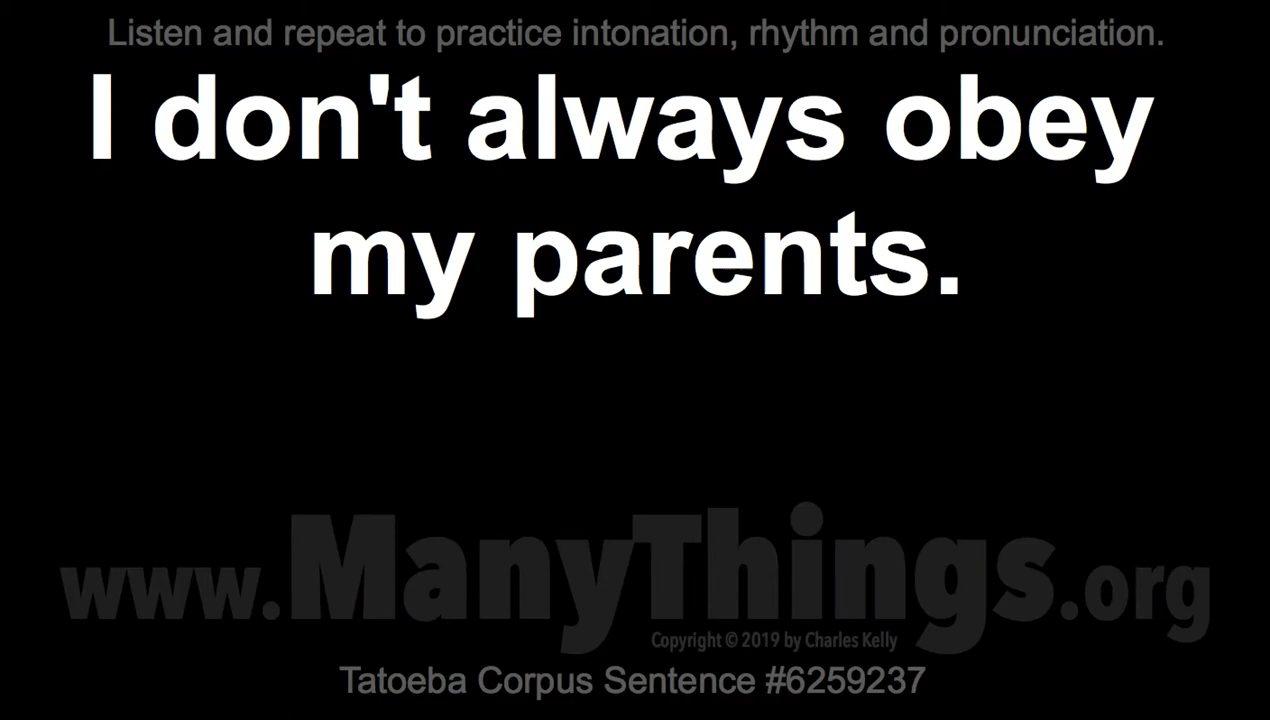 Listen and repeat to practice intonation, rhythm and pronunciation.
I don't always obey
my parents.
www.ManyThings.org
Copyright © 2019 by Charles Kelly
Tatoeba Corpus Sentence #6259237